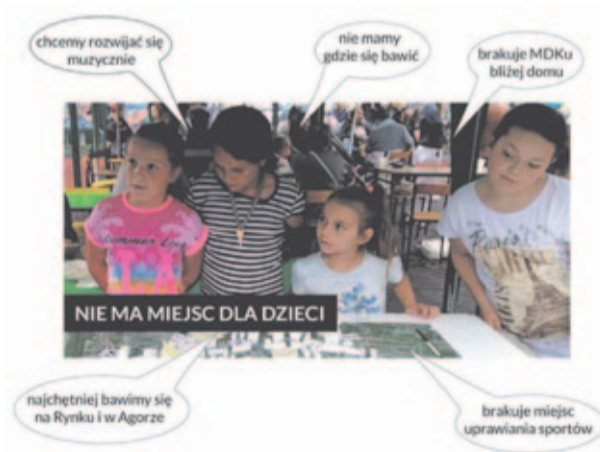 chcemy rozwijać się
muzycznie
nie mamy
gdzie się bawić
brakuje MDKu
bliżej domu
NIE MA MIEJSC DLA DZIECI
najchętniej bawimy się
na Rynku i w Agorze
brakuje miejsc
uprawiania sportów